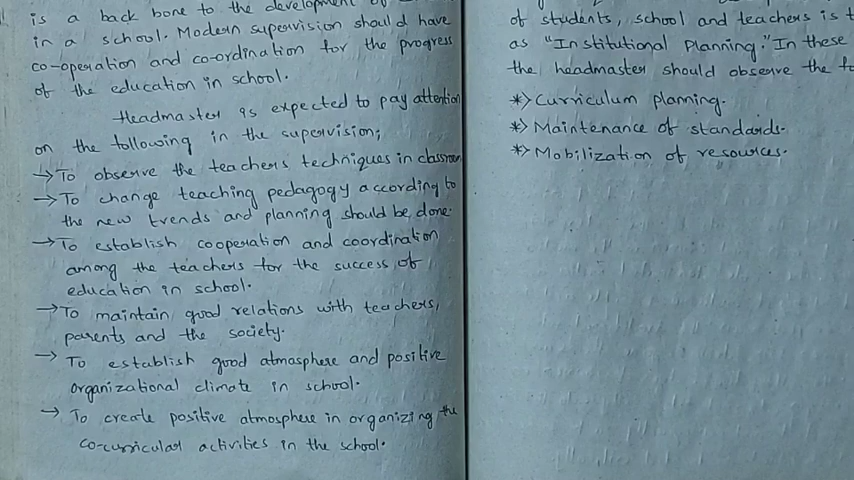 is a back bone to the development of
in a school. Modern supervision should have
co-operation and co-ordination for the progress
of the education in school.
Headmaster is expected to pay attention
on the following in the supervision;
→ To observe the teachers techniques in classroom
→ To change teaching pedagogy according to
the new trends and planning should be done.
→ To establish cooperation and coordination
among the teachers for the success of
education in school.
→ To maintain good relations with teachers,
parents and the society.
→ To establish good atmosphere and positive
organizational climate in school.
→ To create positive atmosphere in organizing the
co-curricular activities in the school.
of students, school and teachers is
as "Institutional Planning." In these
the headmaster should observe the
*> Curriculum planning.
*> Maintenance of standards.
*> Mobilization of resources.